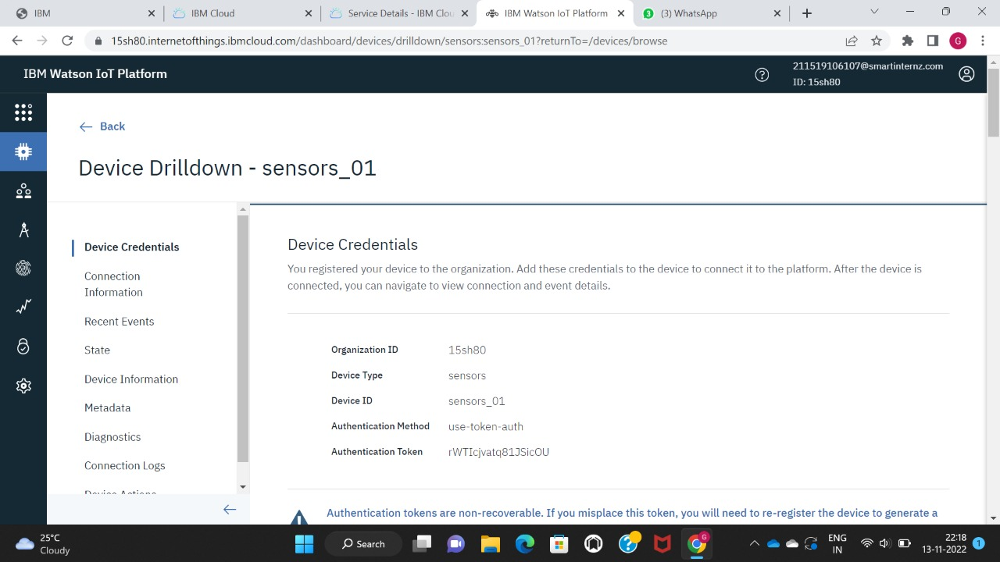 IBM
IBM Cloud
Service Details - IBM Clou
IBM Watson IoT Platform
(3) WhatsApp
15sh80.internetofthings.ibmcloud.com/dashboard/devices/drilldown/sensors:sensors_01?returnTo=/devices/browse
G
IBM Watson IoT Platform
211519106107@smartinternz.com
ID: 15sh80
Back
Device Drilldown - sensors_01
Device Credentials
Connection
Information
Recent Events
State
Device Information
Metadata
Diagnostics
Connection Logs
Device Actions
Device Credentials
You registered your device to the organization. Add these credentials to the device to connect it to the platform. After the device is
connected, you can navigate to view connection and event details.
Organization ID 15sh80
Device Type sensors
Device ID sensors_01
Authentication Method use-token-auth
Authentication Token rWTIcjvatq81JSicOU
Authentication tokens are non-recoverable. If you misplace this token, you will need to re-register the device to generate a
25°C
Cloudy
Search
G
ENG
IN
22:18
13-11-2022
1